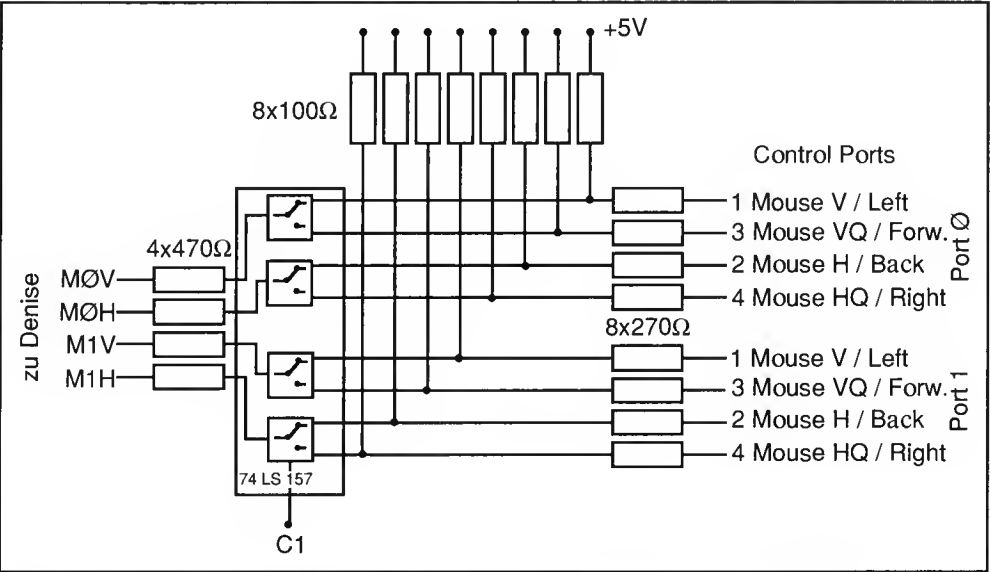 +5V
8x100Ω
Control Ports
1 Mouse V / Left
3 Mouse VQ / Forw.
2 Mouse H / Back
4 Mouse HQ / Right
Port Ø
4x470Ω
MØV
MØH
M1V
M1H
zu Denise
8x270Ω
1 Mouse V / Left
3 Mouse VQ / Forw.
2 Mouse H / Back
4 Mouse HQ / Right
Port 1
74 LS 157
C1